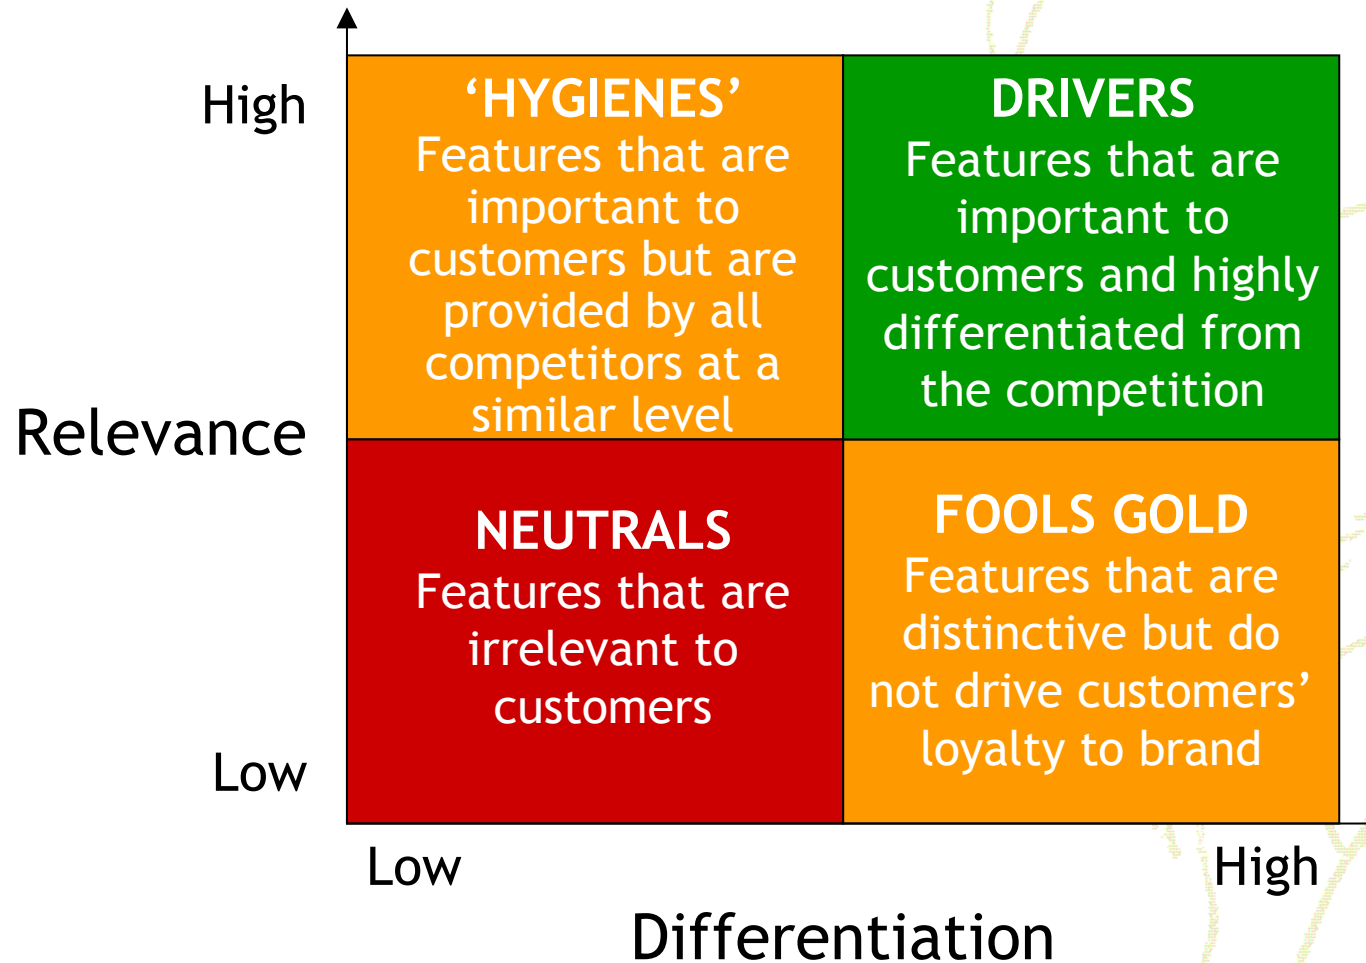 High
‘HYGIENES’
Features that are
important to
customers but are
provided by all
competitors at a
similar level
DRIVERS
Features that are
important to
customers and highly
differentiated from
the competition
Relevance
NEUTRALS
Features that are
irrelevant to
customers
FOOLS GOLD
Features that are
distinctive but do
not drive customers’
loyalty to brand
Low
Low
High
Differentiation